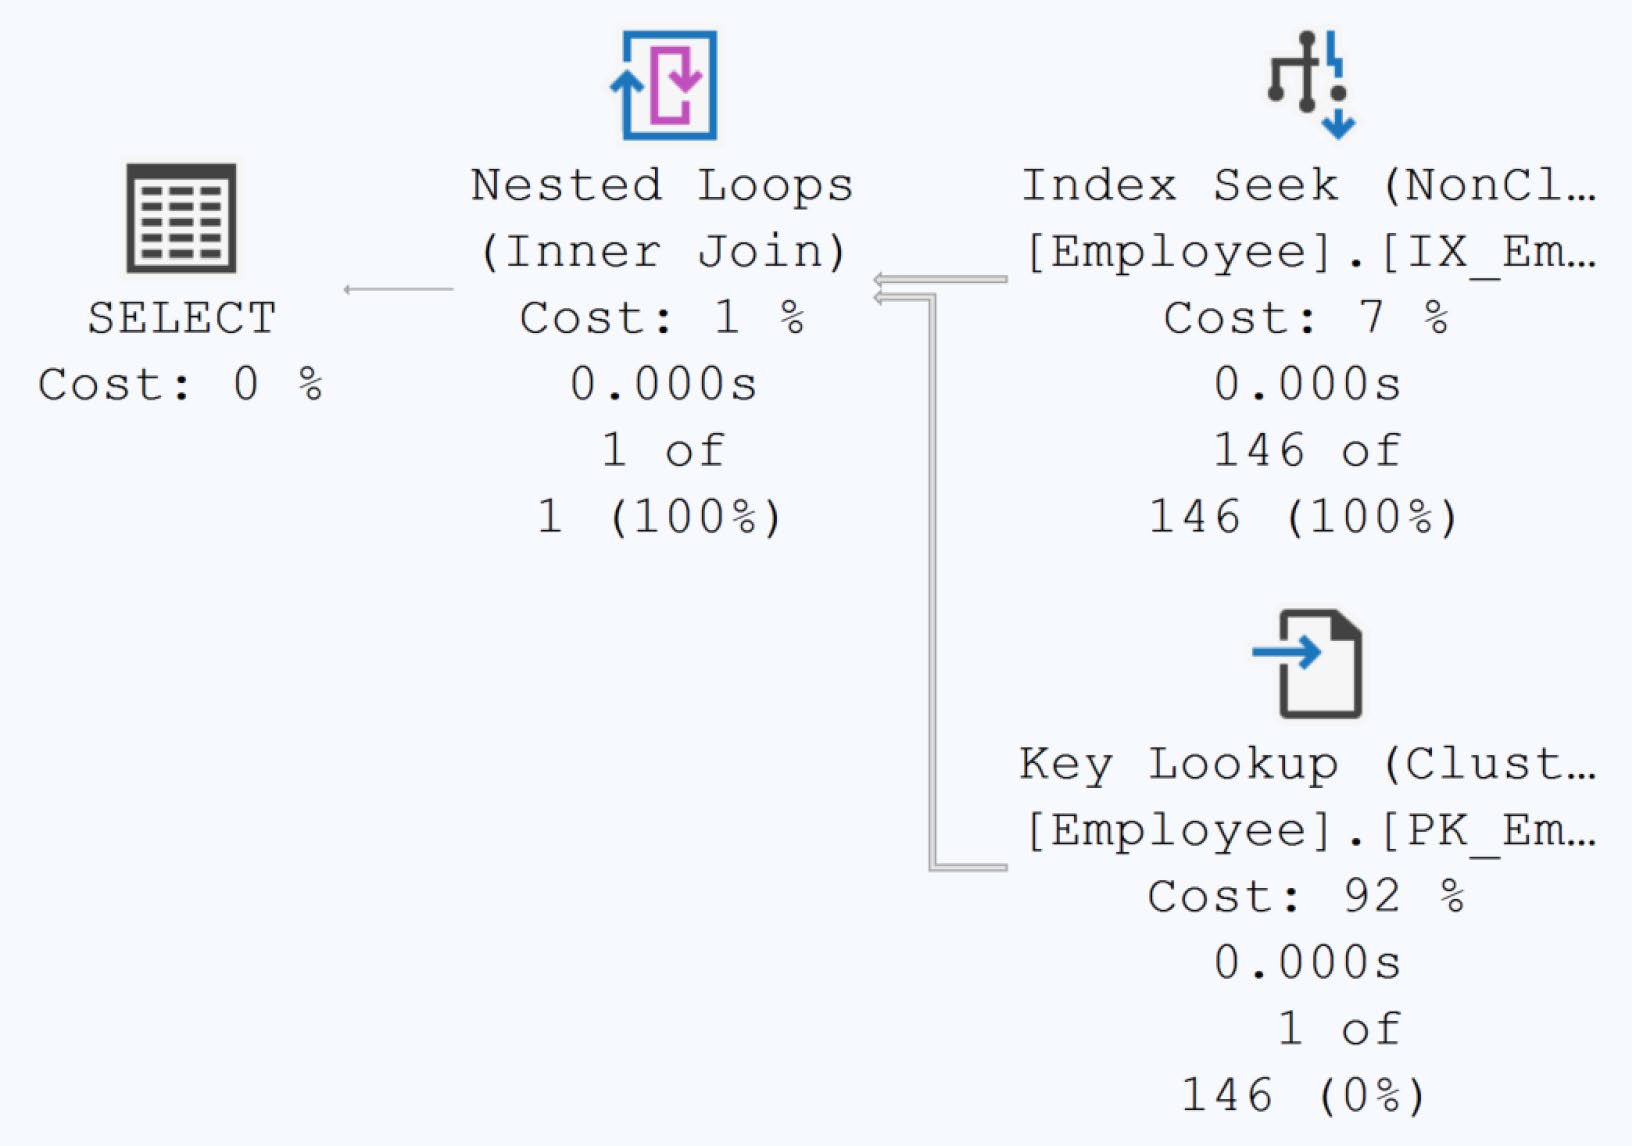 SELECT
Cost: 0 %
Nested Loops
(Inner Join)
Cost: 1 %
0.000s
1 of
1 (100%)
Index Seek (NonCl…
[Employee].[IX_Em…
Cost: 7 %
0.000s
146 of
146 (100%)
Key Lookup (Clust…
[Employee].[PK_Em…
Cost: 92 %
0.000s
1 of
146 (0%)